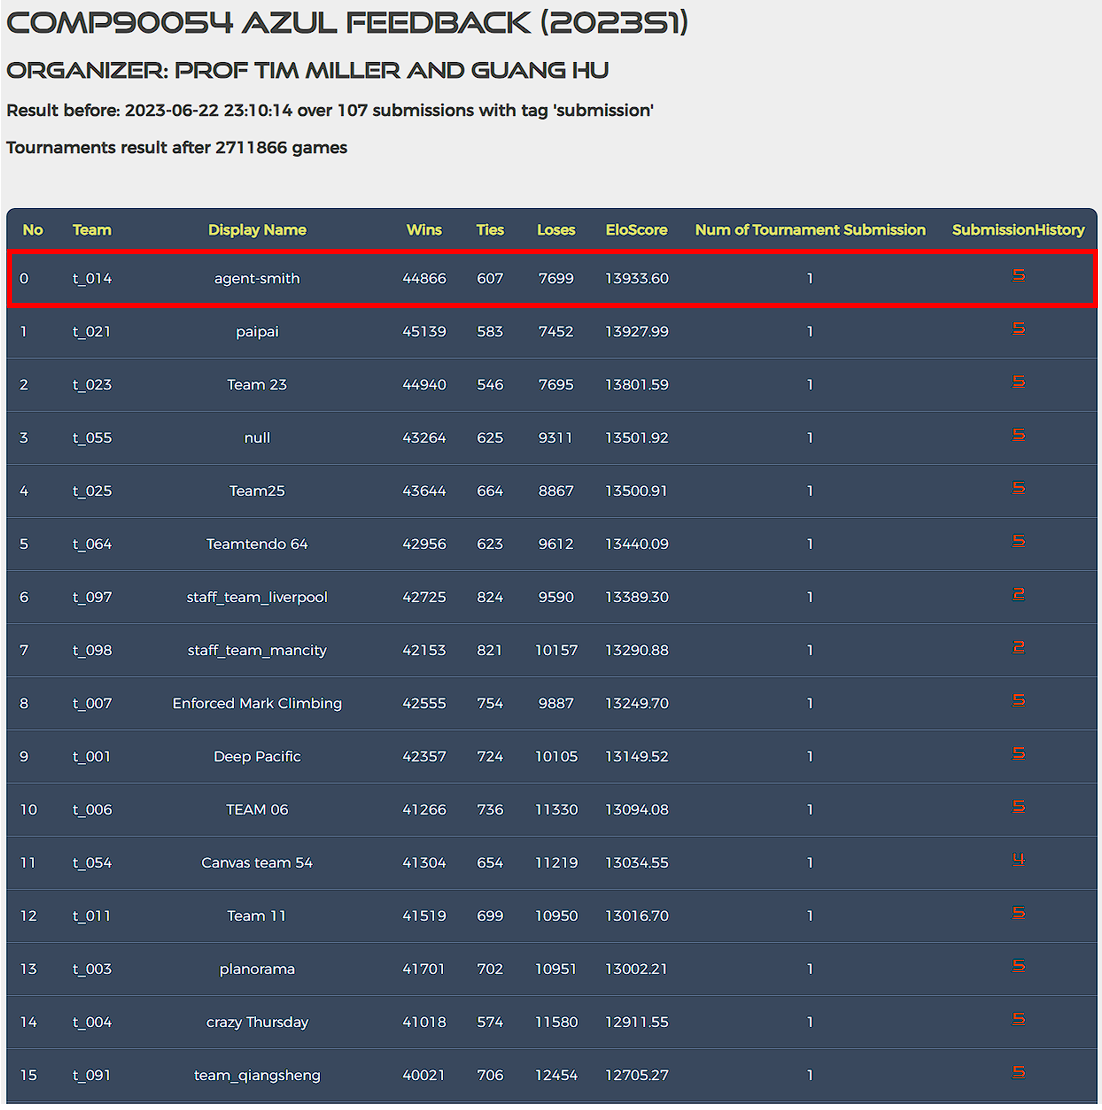 COMP90054 AZUL FEEDBACK (2023S1)
ORGANIZER: PROF TIM MILLER AND GUANG HU
Result before: 2023-06-22 23:10:14 over 107 submissions with tag 'submission'
Tournaments result after 2711866 games
No Team Display Name Wins Ties Loses EloScore Num of Tournament Submission SubmissionHistory
0 t_014 agent-smith 44866 607 7699 13933.60 1 5
1 t_021 paipai 45139 583 7452 13927.99 1 5
2 t_023 Team 23 44940 546 7695 13801.59 1 5
3 t_055 null 43264 625 9311 13501.92 1 5
4 t_025 Team25 43644 664 8867 13500.91 1 5
5 t_064 Teamtendo 64 42956 623 9612 13440.09 1 5
6 t_097 staff_team_liverpool 42725 824 9590 13389.30 1 2
7 t_098 staff_team_mancity 42153 821 10157 13290.88 1 2
8 t_007 Enforced Mark Climbing 42555 754 9887 13249.70 1 5
9 t_001 Deep Pacific 42357 724 10105 13149.52 1 5
10 t_006 TEAM 06 41266 736 11330 13094.08 1 5
11 t_054 Canvas team 54 41304 654 11219 13034.55 1 4
12 t_011 Team 11 41519 699 10950 13016.70 1 5
13 t_003 planorama 41701 702 10951 13002.21 1 5
14 t_004 crazy Thursday 41018 574 11580 12911.55 1 5
15 t_091 team_qiangsheng 40021 706 12454 12705.27 1 5